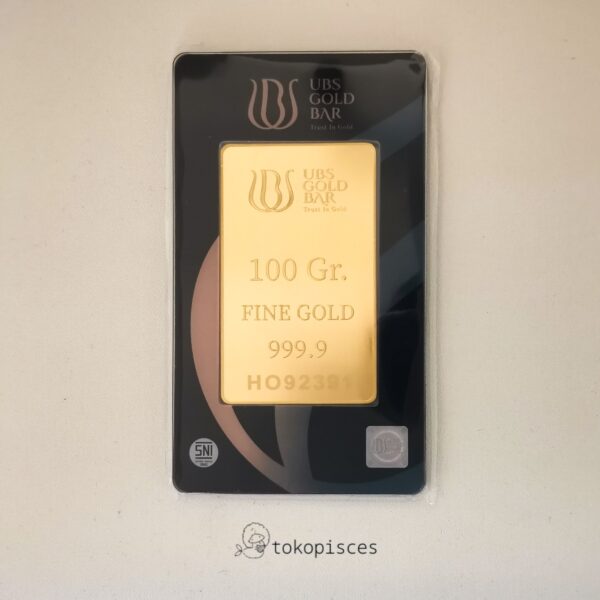 UBS
GOLD
BAR
Trust In Gold
UBS
GOLD
BAR
Trust In Gold
100 Gr.
FINE GOLD
999.9
HO92391
SNI
UBS
tokopisces